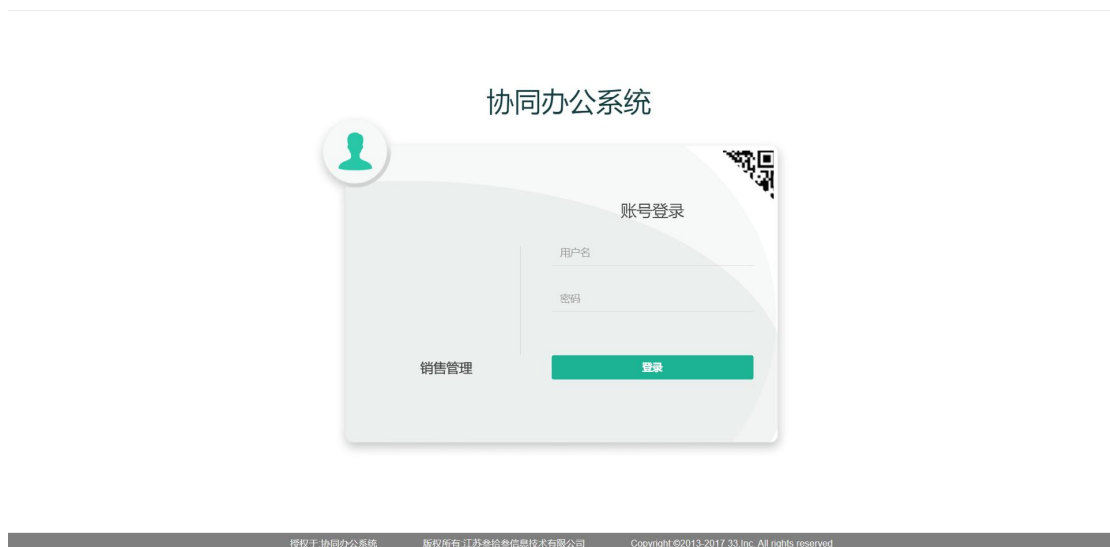 协同办公系统
账号登录
用户名
密码
销售管理
登录
授权于:协同办公系统 版权所有:江苏叁拾叁信息技术有限公司 Copyright ©2013-2017 33.Inc. All rights reserved